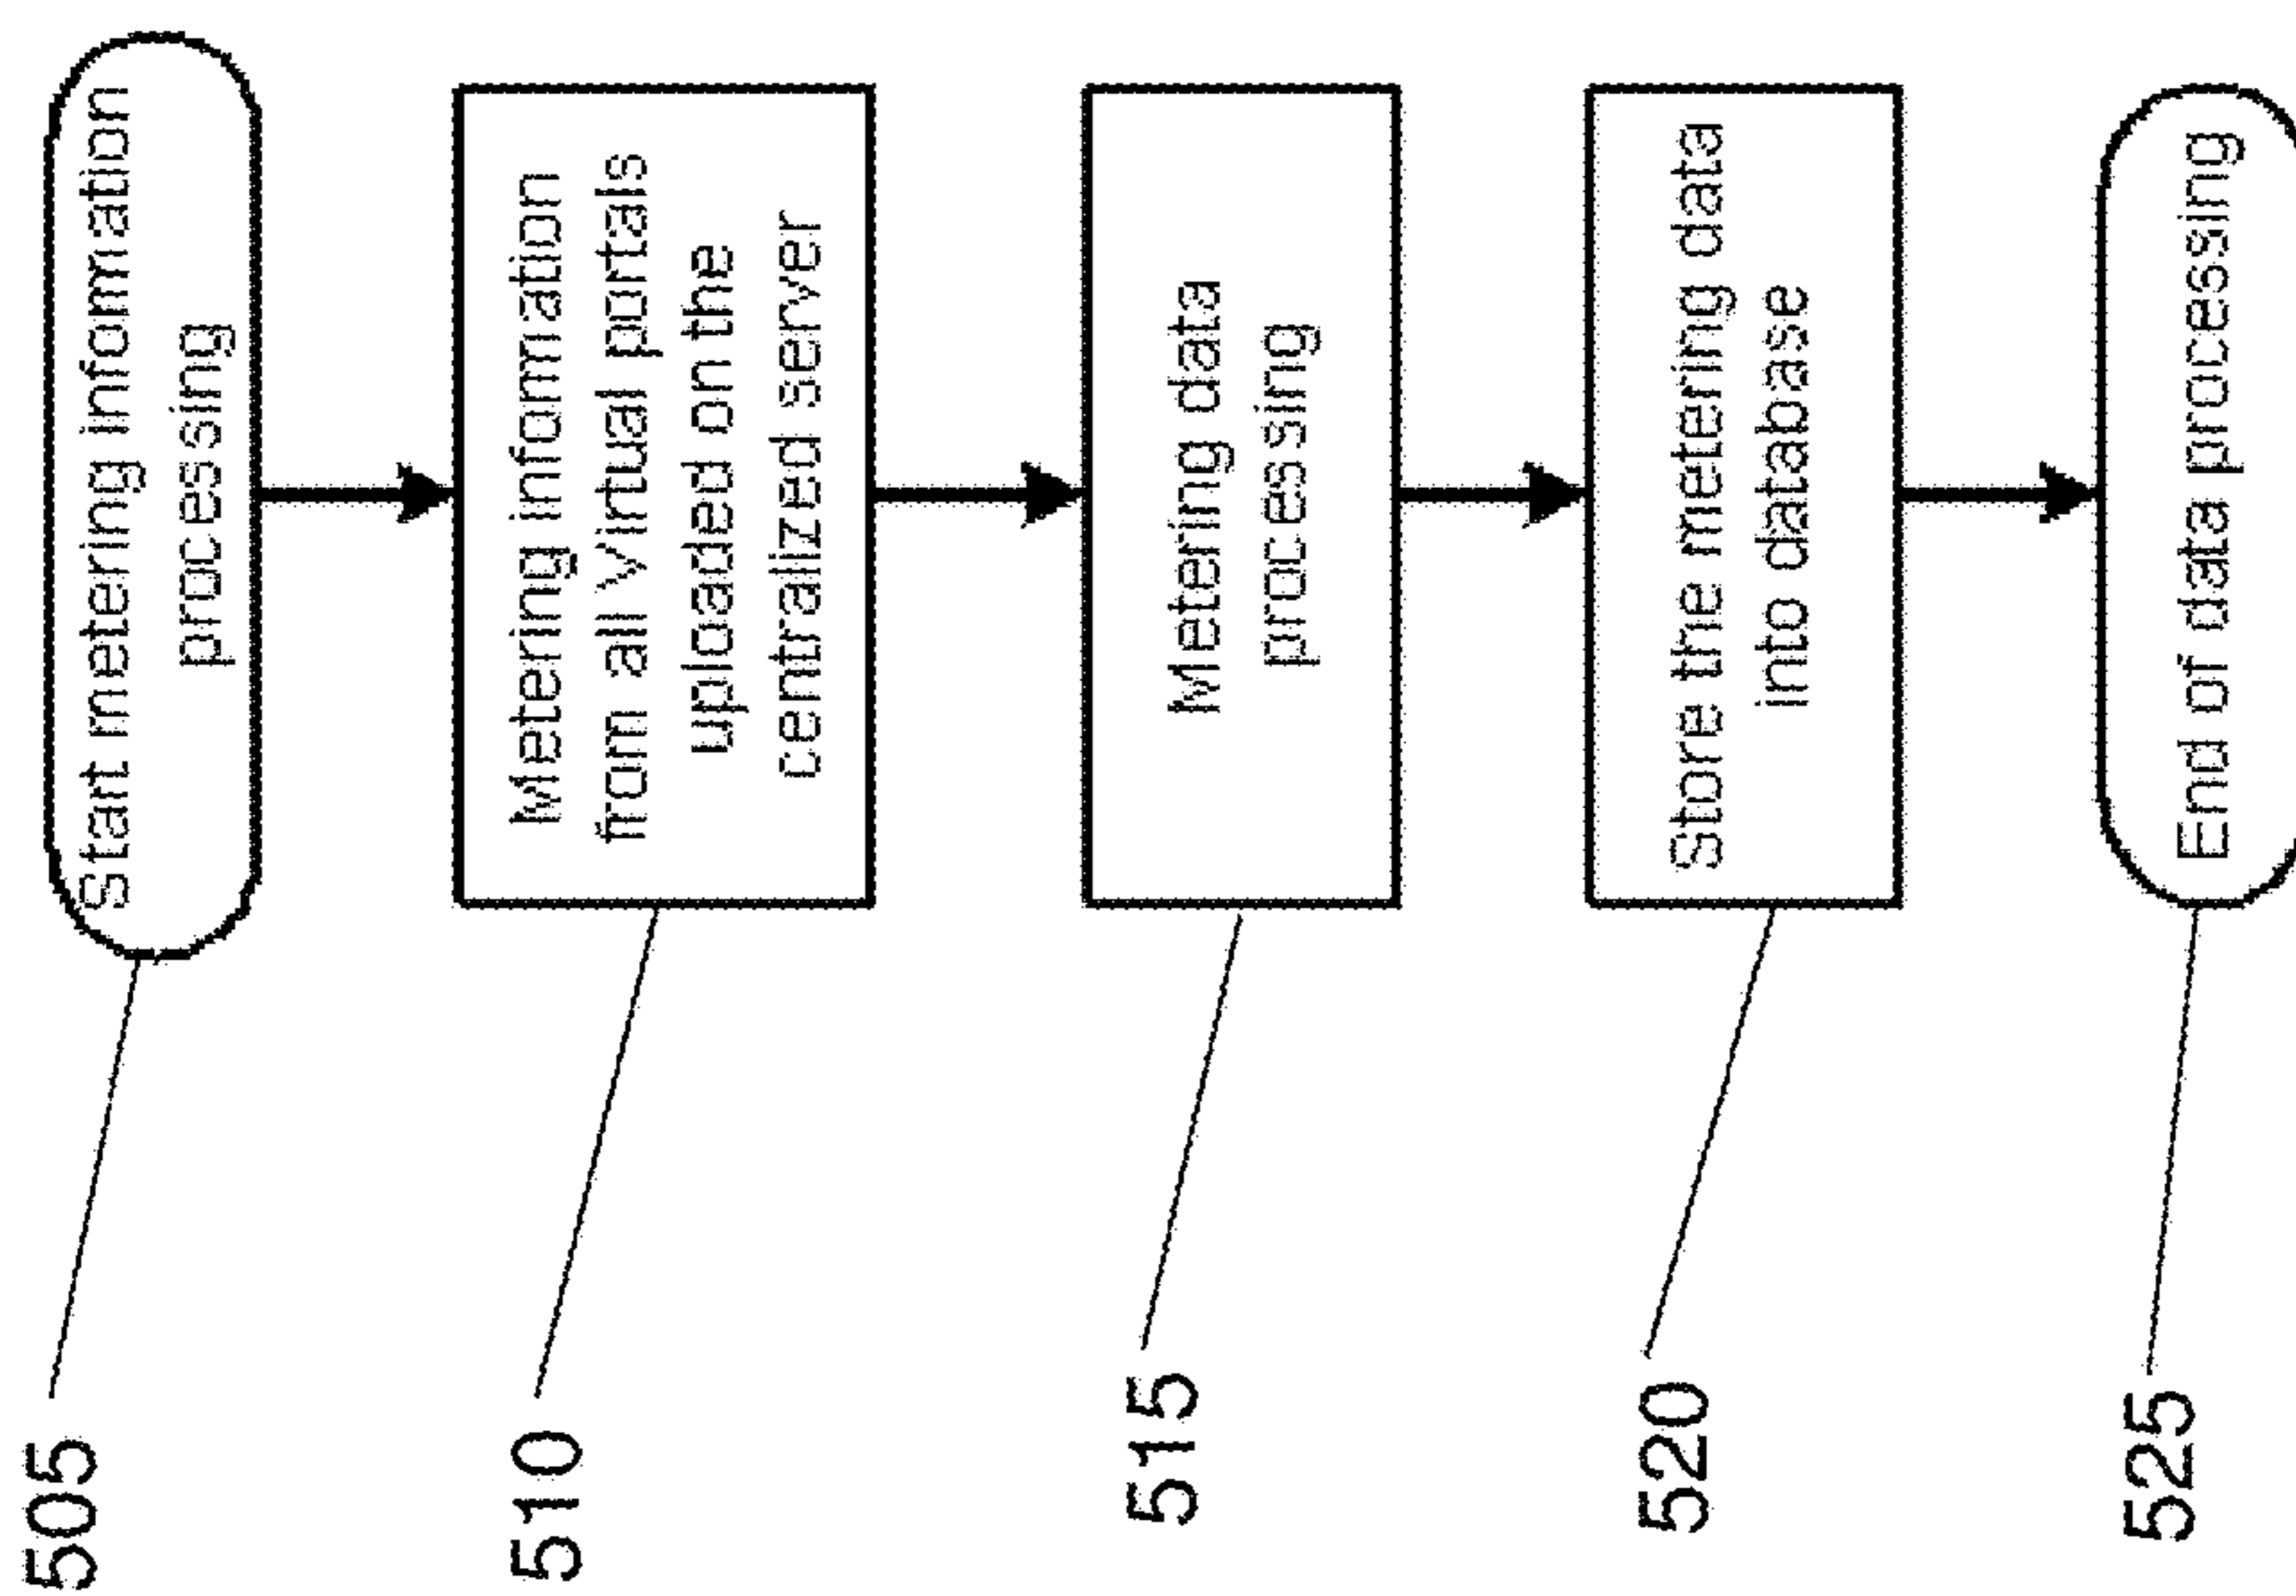 505
Start metering information
processing
510
Metering information
from all Virtual portals
uploaded on the
centralized server
515
Metering data
processing
520
Store the metering data
into database
525
End of data processing